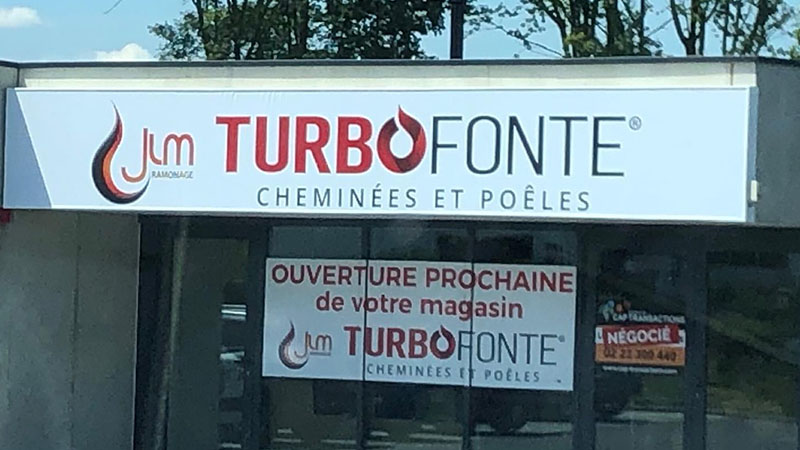 JLM
RAMONAGE
TURBOFONTE®
CHEMINÉES ET POÊLES
OUVERTURE PROCHAINE
de votre magasin
JLM
TURBOFONTE®
CHEMINÉES ET POÊLES
CAP TRANSACTIONS
NÉGOCIÉ
02 23 300 440